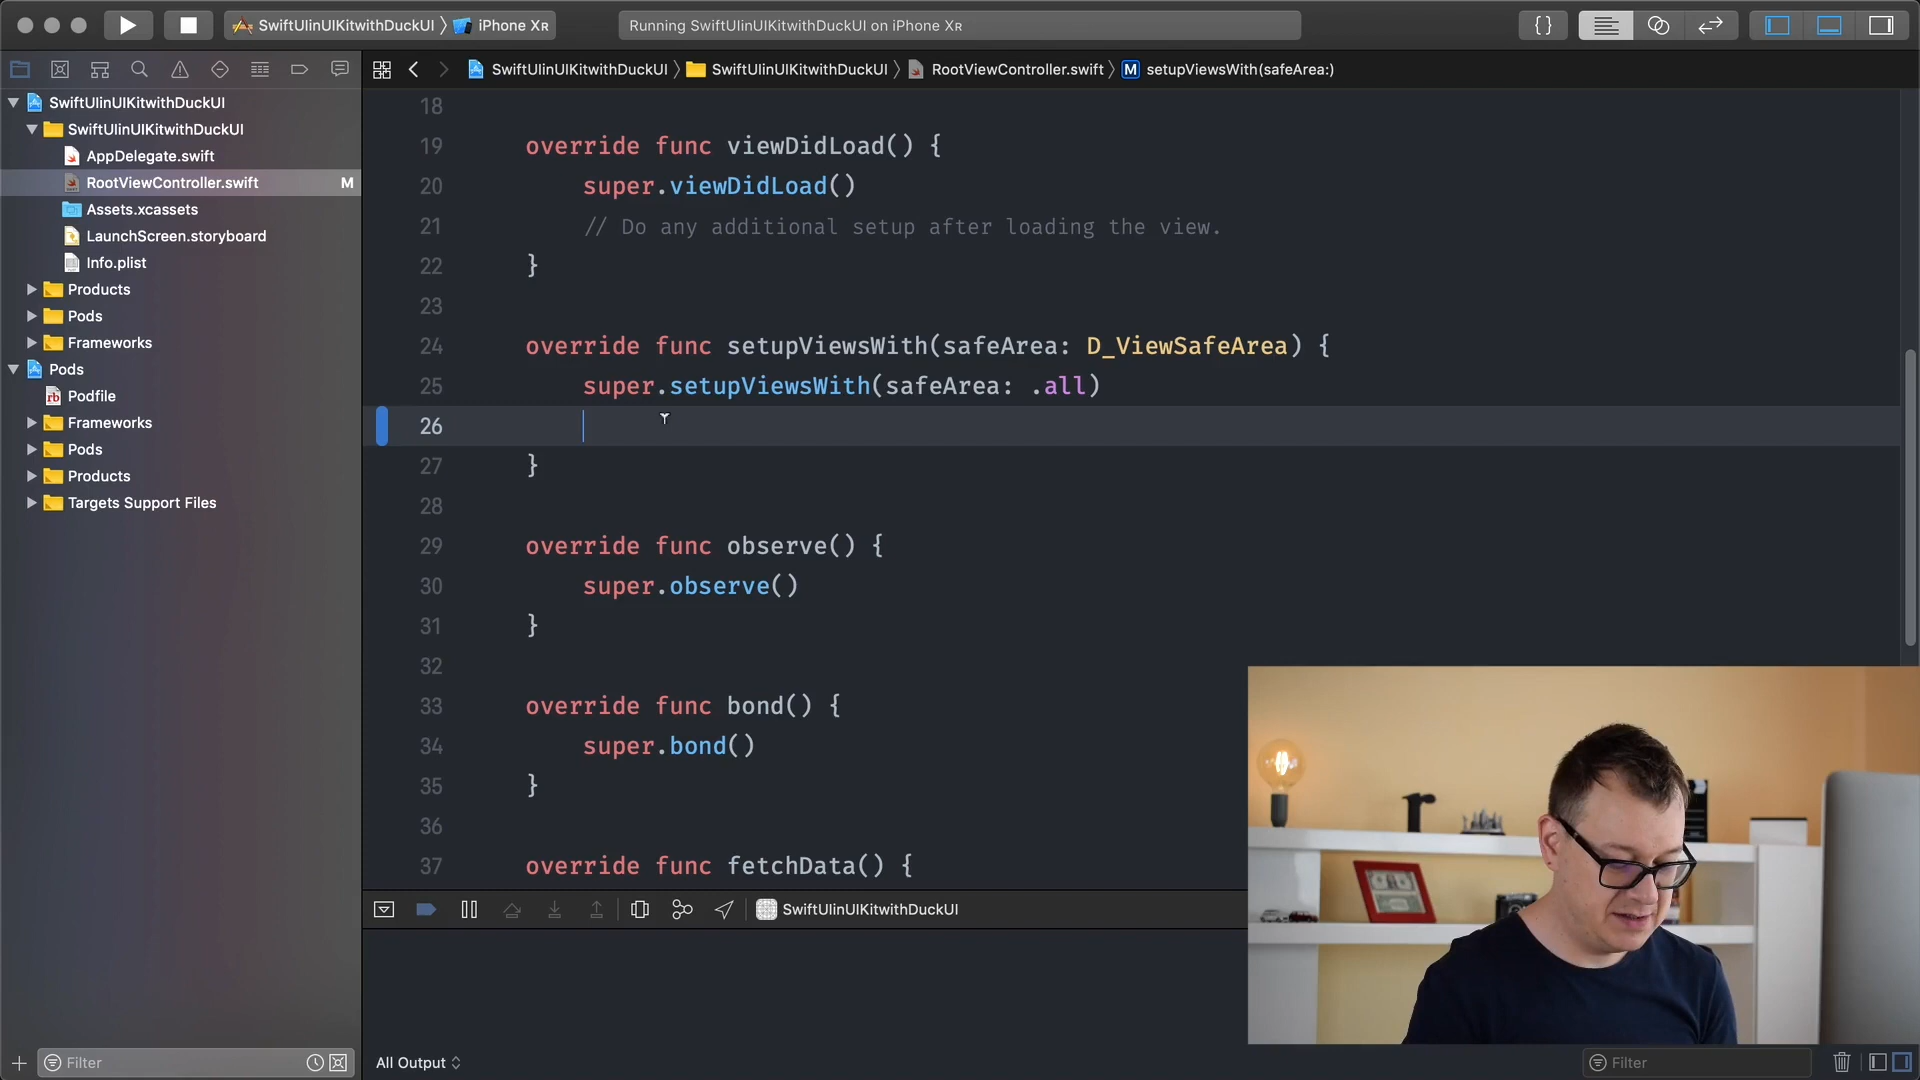 SwiftUIinUIKitwithDuckUI 〉 iPhone XR
Running SwiftUIinUIKitwithDuckUI on iPhone XR
SwiftUIinUIKitwithDuckUI 〉 SwiftUIinUIKitwithDuckUI 〉 RootViewController.swift 〉 M setupViewsWith(safeArea:)
SwiftUIinUIKitwithDuckUI
SwiftUIinUIKitwithDuckUI
AppDelegate.swift
RootViewController.swift M
Assets.xcassets
LaunchScreen.storyboard
Info.plist
Products
Pods
Frameworks
Pods
rb Podfile
Frameworks
Pods
Products
Targets Support Files
Filter
18
19 override func viewDidLoad() {
20 super.viewDidLoad()
21 // Do any additional setup after loading the view.
22 }
23
24 override func setupViewsWith(safeArea: D_ViewSafeArea) {
25 super.setupViewsWith(safeArea: .all)
26
27 }
28
29 override func observe() {
30 super.observe()
31 }
32
33 override func bond() {
34 super.bond()
35 }
36
37 override func fetchData() {
SwiftUIinUIKitwithDuckUI
All Output
Filter